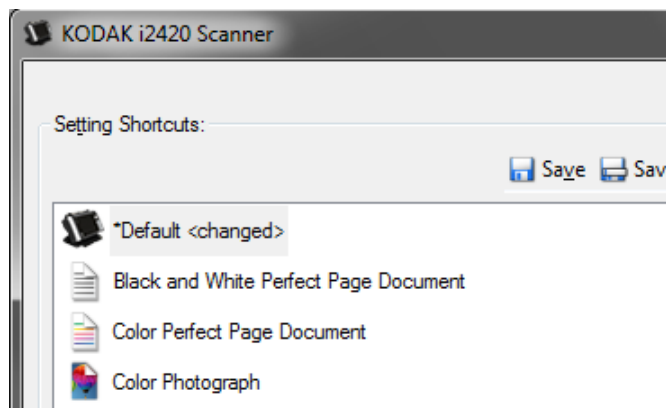 KODAK i2420 Scanner
Setting Shortcuts:
Save Sav
*Default <changed>
Black and White Perfect Page Document
Color Perfect Page Document
Color Photograph